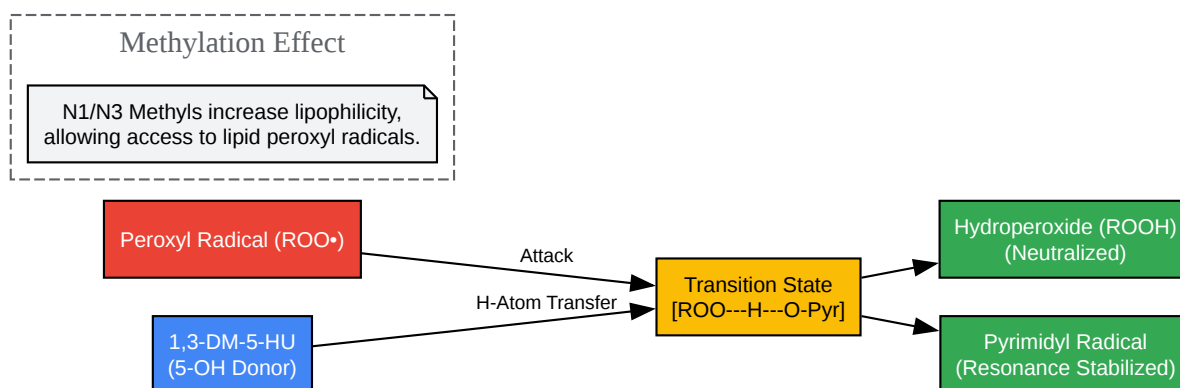 Methylation Effect
N1/N3 Methyls increase lipophilicity,
allowing access to lipid peroxyl radicals.
Peroxyl Radical (ROO•)
Attack
H-Atom Transfer
1,3-DM-5-HU
(5-OH Donor)
Transition State
[ROO---H---O-Pyr]
Hydroperoxide (ROOH)
(Neutralized)
Pyrimidyl Radical
(Resonance Stabilized)